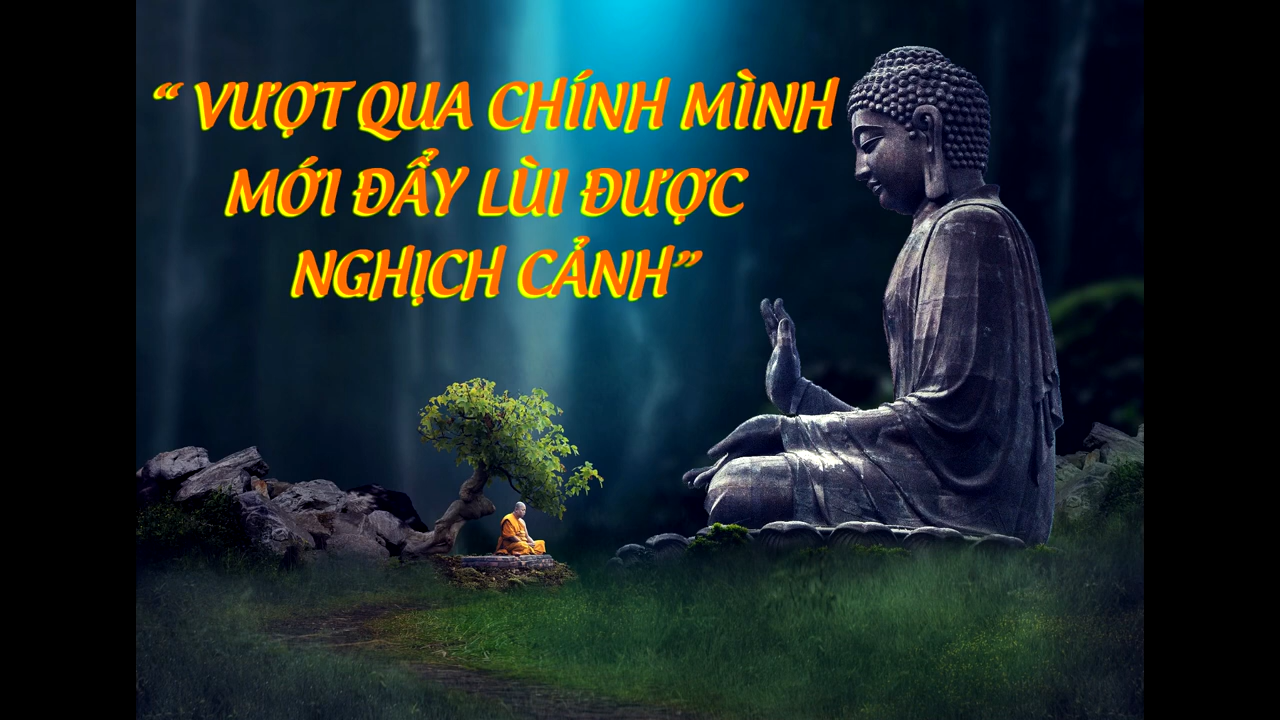 “ VƯỢT QUA CHÍNH MÌNH
MỚI ĐẨY LÙI ĐƯỢC
NGHỊCH CẢNH”